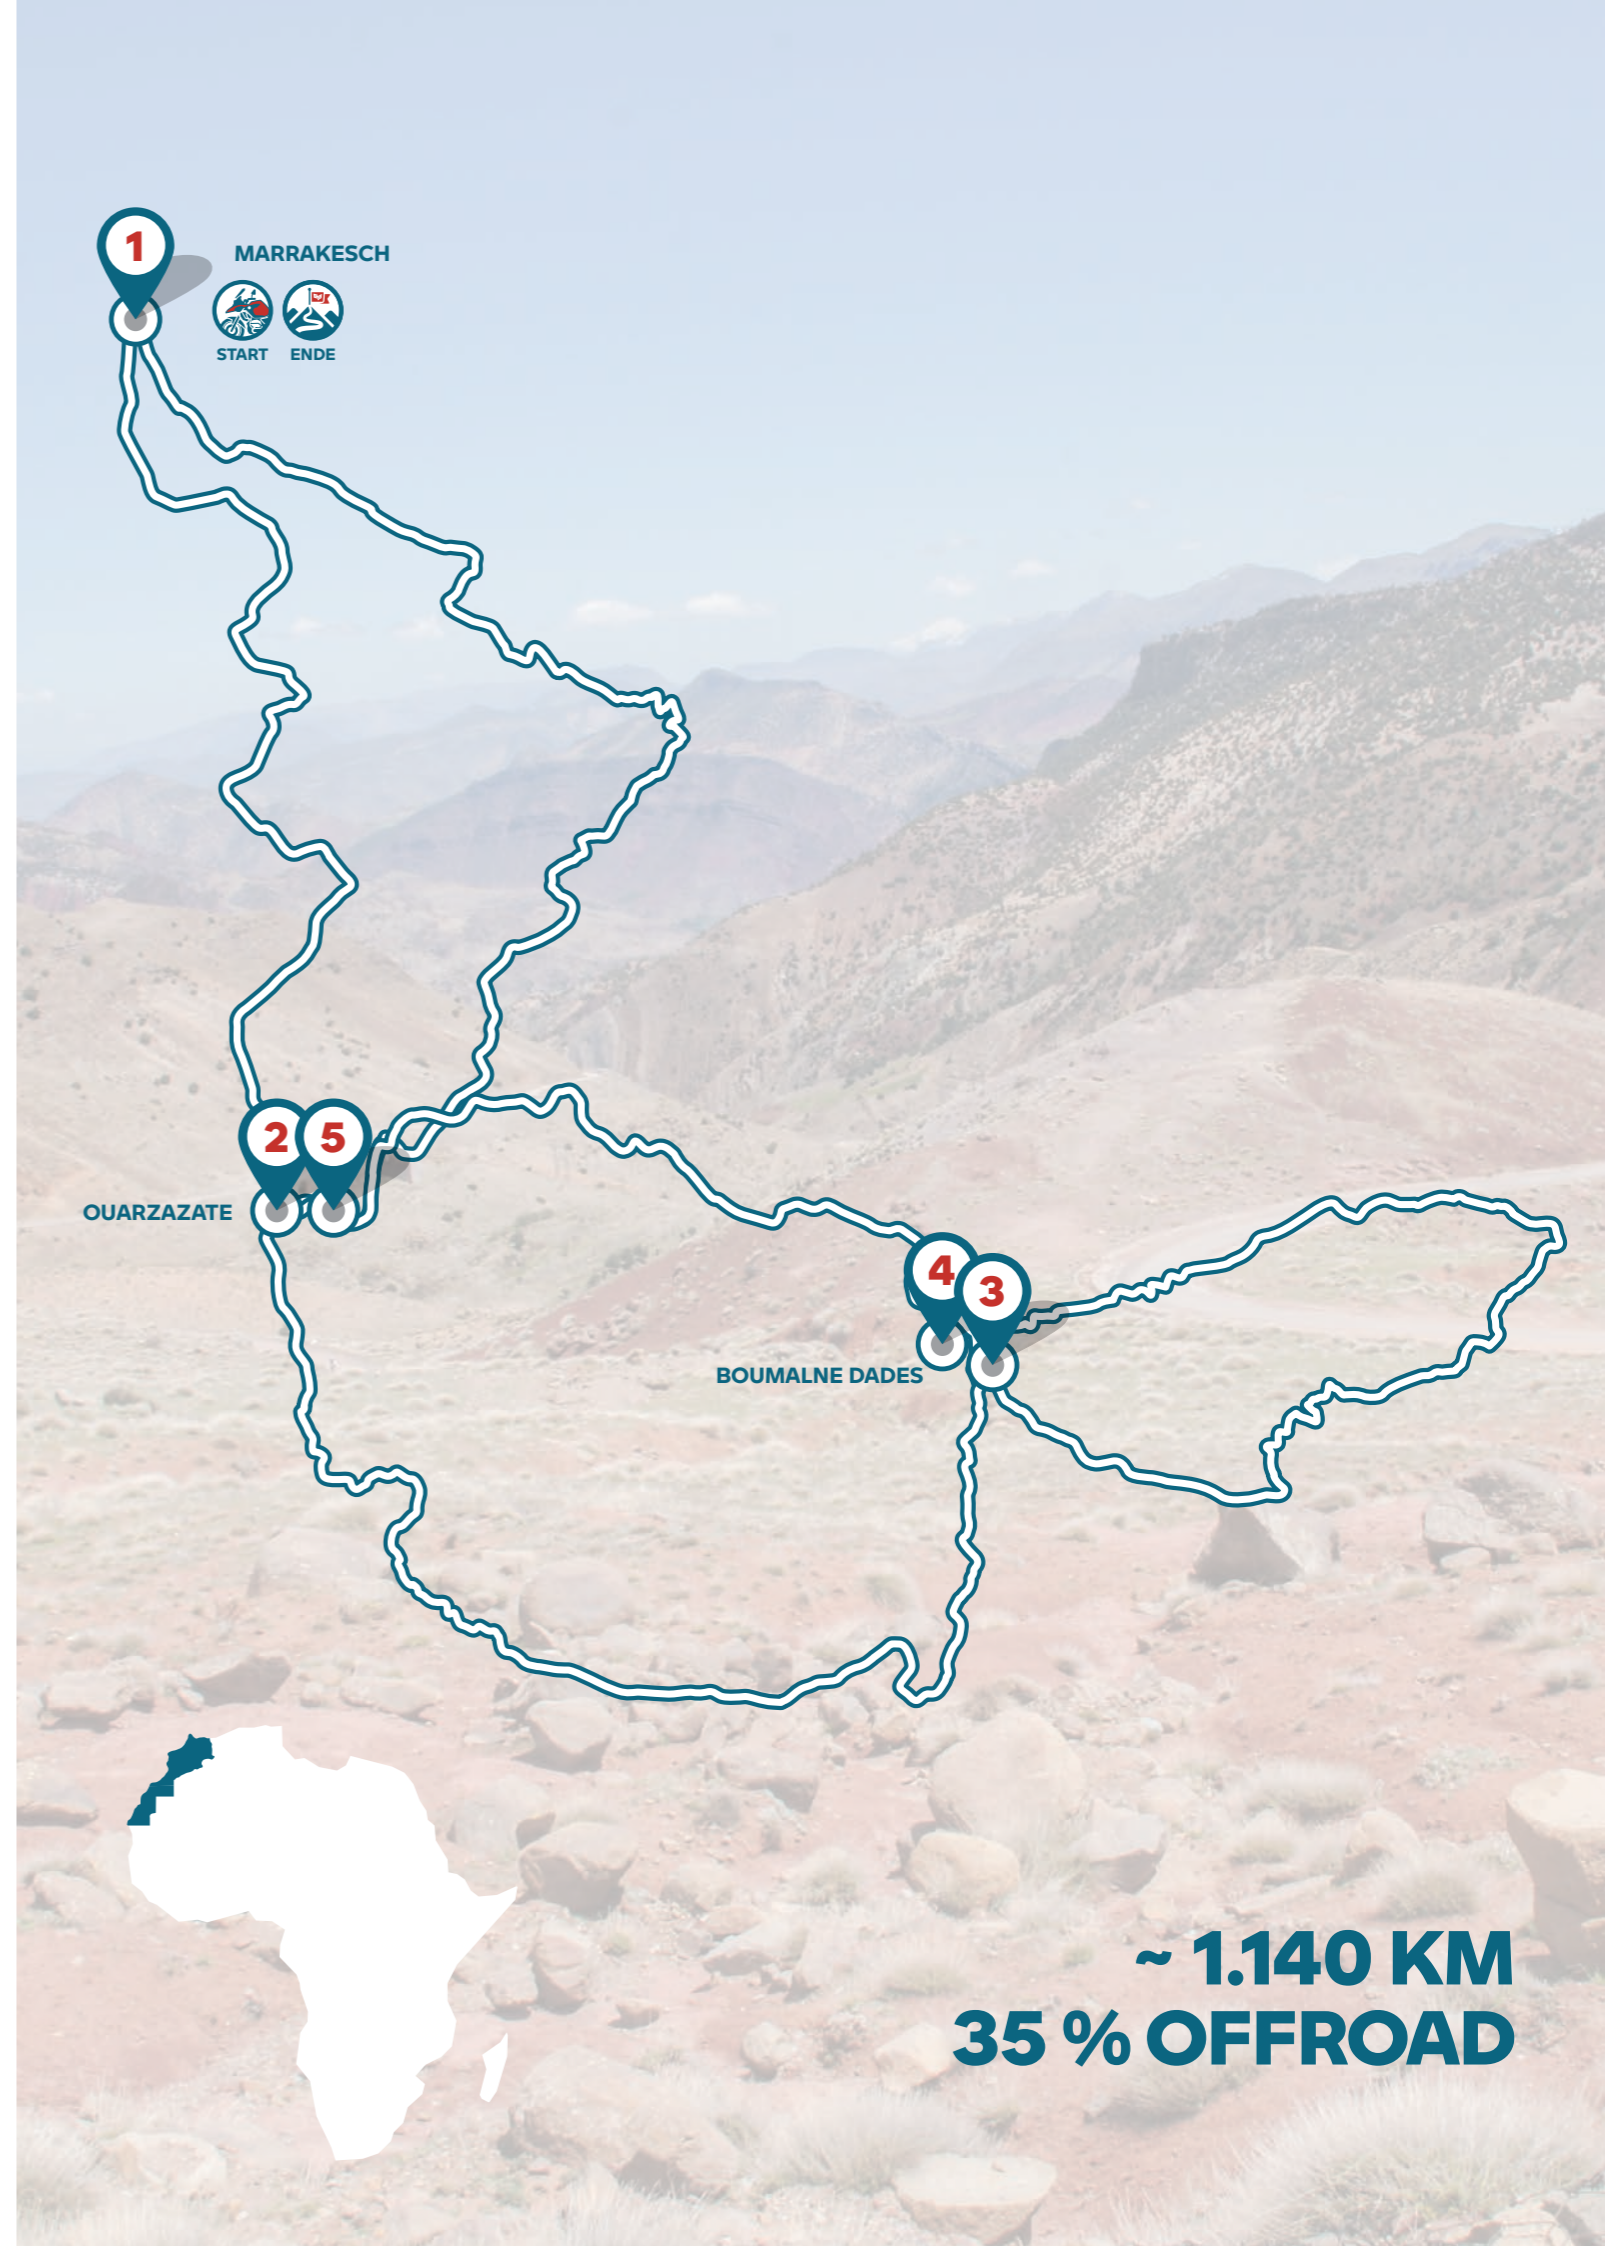 1
MARRAKESCH
START ENDE
2 5
OUARZAZATE
4
3
BOUMALNE DADES
~ 1.140 KM
35 % OFFROAD